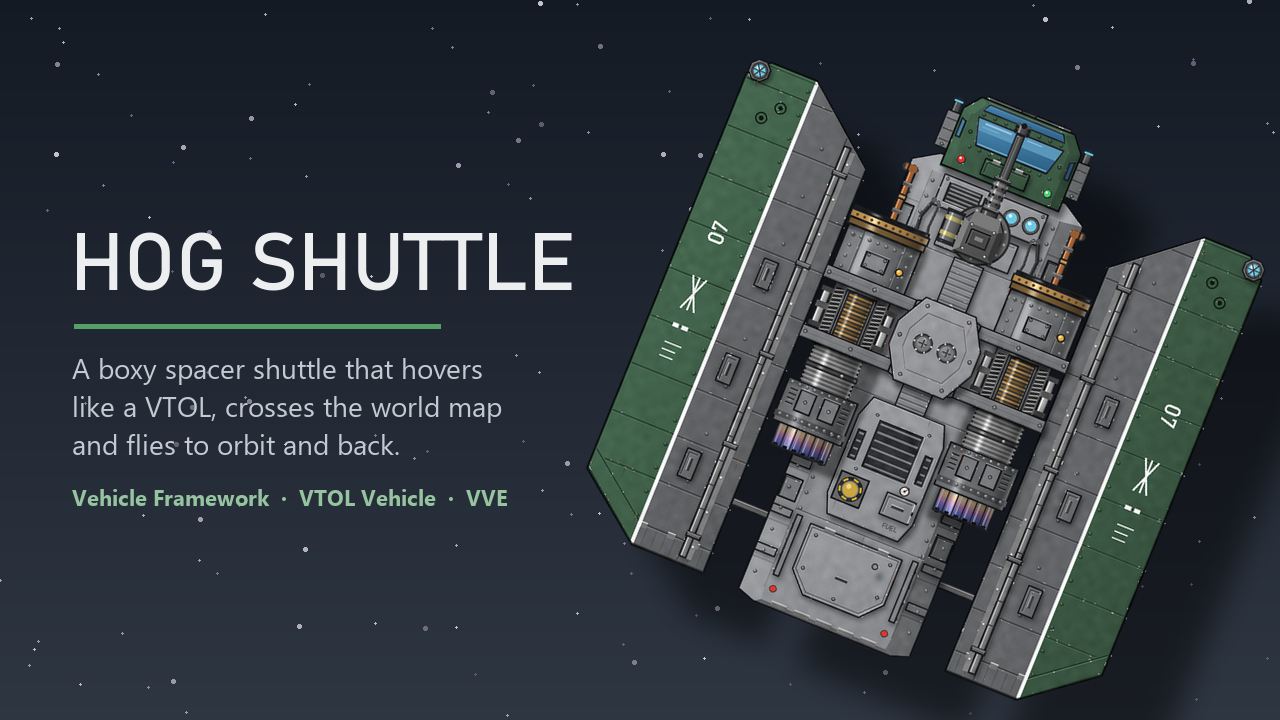 HOG SHUTTLE
A boxy spacer shuttle that hovers
like a VTOL, crosses the world map
and flies to orbit and back.
Vehicle Framework · VTOL Vehicle · VVE
07
07
FUEL